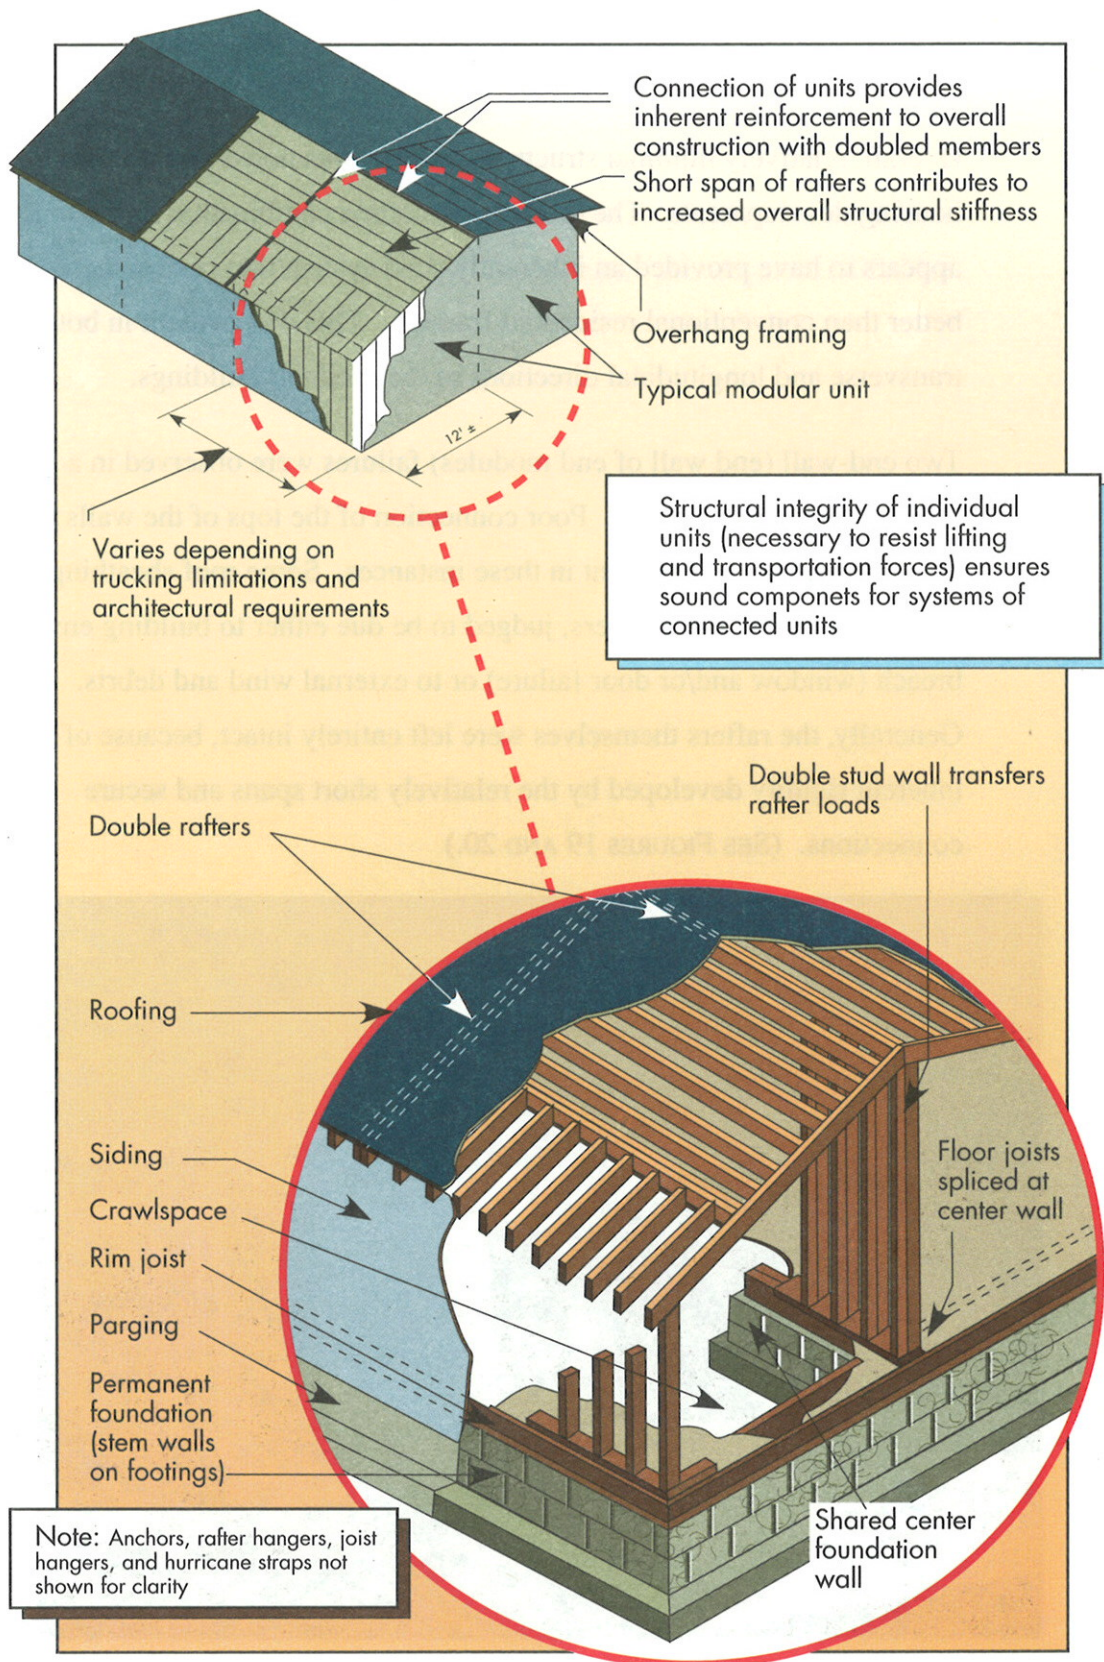 Connection of units provides
inherent reinforcement to overall
construction with doubled members
Short span of rafters contributes to
increased overall structural stiffness
Overhang framing
Typical modular unit
12' ±
Varies depending on
trucking limitations and
architectural requirements
Structural integrity of individual
units (necessary to resist lifting
and transportation forces) ensures
sound componets for systems of
connected units
Double stud wall transfers
rafter loads
Double rafters
Roofing
Siding
Crawlspace
Rim joist
Parging
Permanent
foundation
(stem walls
on footings)
Floor joists
spliced at
center wall
Shared center
foundation
wall
Note: Anchors, rafter hangers, joist
hangers, and hurricane straps not
shown for clarity